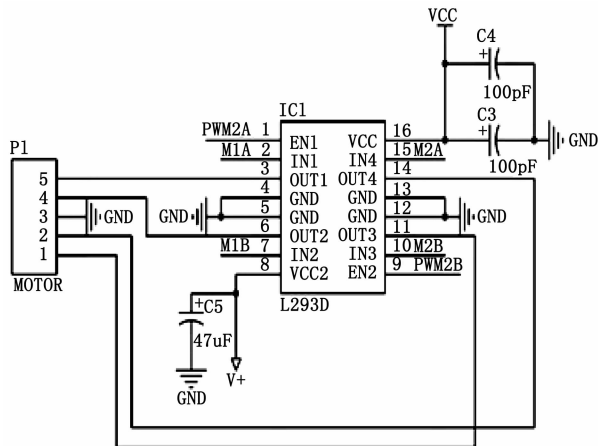 VCC
C4
+
100pF
IC1
C3
+
100pF
GND
PWM2A 1 EN1 VCC 16
M1A 2 IN1 IN4 15 M2A
3 OUT1 OUT4 14
4 GND GND 13
GND 5 GND GND 12 GND
6 OUT2 OUT3 11
M1B 7 IN2 IN3 10 M2B
8 VCC2 EN2 9 PWM2B
L293D
P1
5
4
3 GND
2
1
MOTOR
+C5
47uF
GND
V+